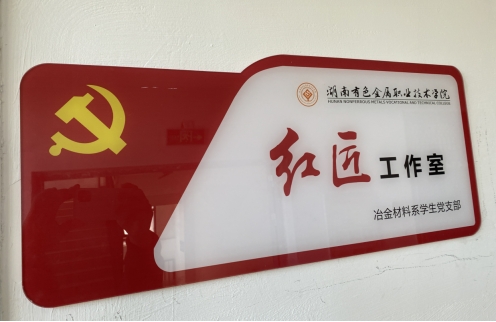 湖南有色金属职业技术学院
HUNAN NONFERROUS METALS VOCATIONAL AND TECHNICAL COLLEGE
红匠 工作室
冶金材料系学生党支部